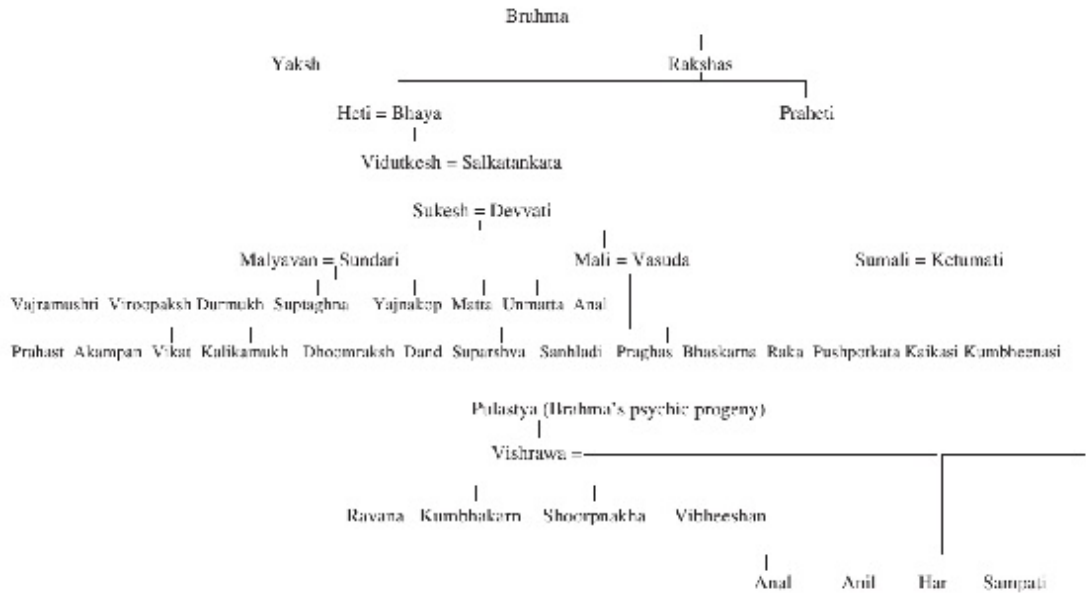 Bruhma
Yaksh Rakshas
Heti = Bhaya Praheti
Vidutkesh = Salkatankata
Sukesh = Devvati
Malyavan = Sundari Mali = Vasuda Sumali = Ketumati
Vajramushri Viroopaksh Durmukh Suptaghna Yajnakop Matta Unmatta Anal
Prahast Akampan Vikat Kalikamukh Dhoomraksh Dand Suparshva Sanhladi Praghas Bhaskarna Raka Pushpotkata Kaikasi Kumbheenasi
Pulastya (Brahma's psychic progeny)
Vishrawa =
Ravana Kumbhakarn Shoorpnakha Vibheeshan
Anal Anil Har Sampati